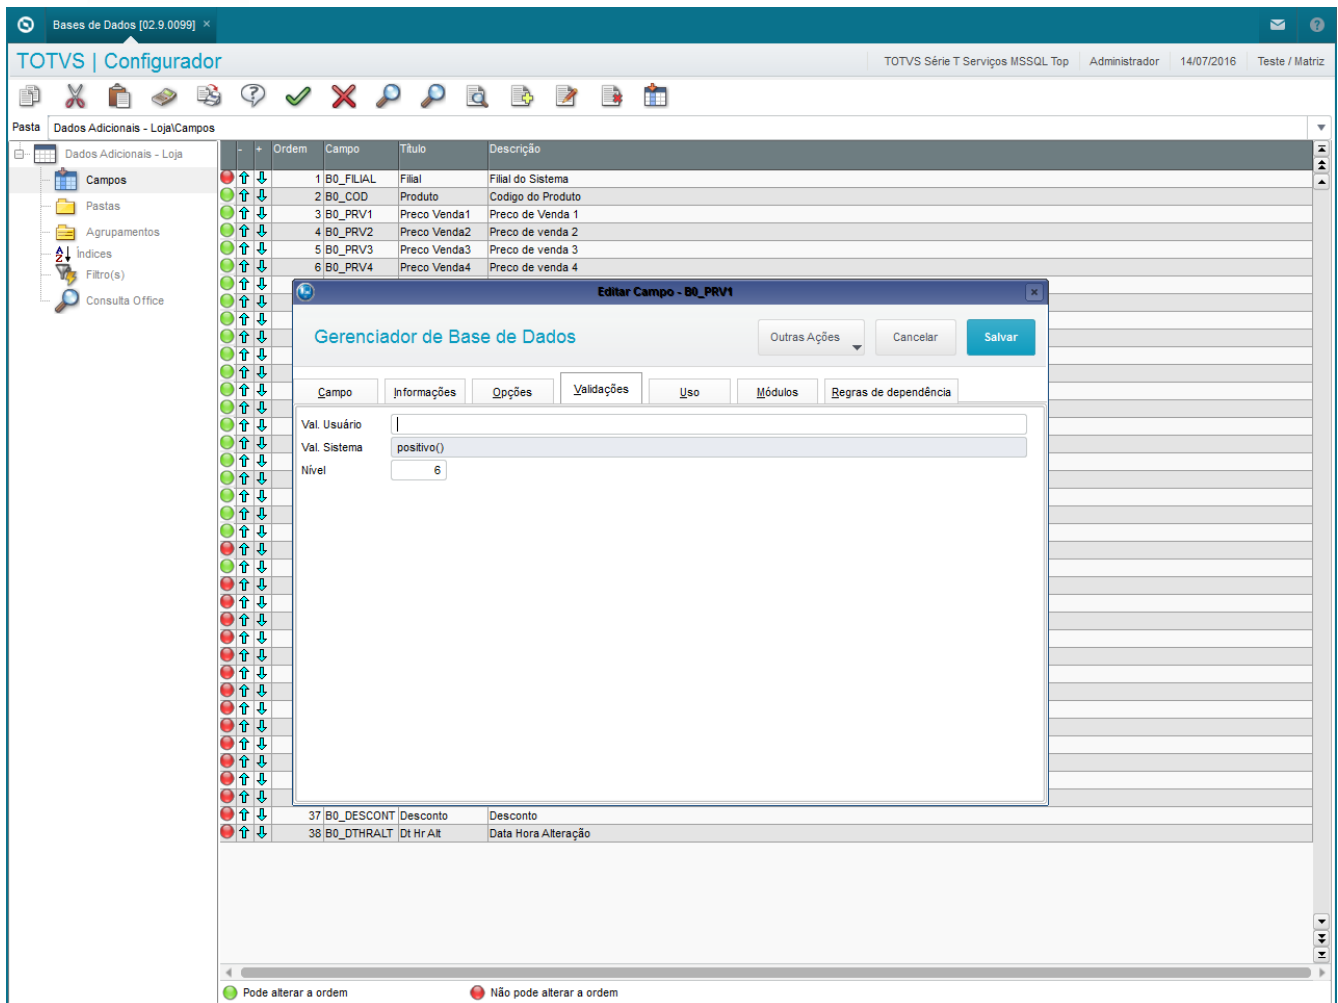 Bases de Dados [02.9.0099] ×
TOTVS | Configurador
TOTVS Série T Serviços MSSQL Top Administrador 14/07/2016 Teste / Matriz
Pasta Dados Adicionais - Loja\Campos
Dados Adicionais - Loja
Campos
Pastas
Agrupamentos
Índices
Filtro(s)
Consulta Office
- + Ordem Campo Título Descrição
1 B0_FILIAL Filial Filial do Sistema
2 B0_COD Produto Codigo do Produto
3 B0_PRV1 Preco Venda1 Preco de Venda 1
4 B0_PRV2 Preco Venda2 Preco de venda 2
5 B0_PRV3 Preco Venda3 Preco de venda 3
6 B0_PRV4 Preco Venda4 Preco de venda 4
Editar Campo - B0_PRV1
Gerenciador de Base de Dados
Outras Ações Cancelar Salvar
Campo Informações Opções Validações Uso Módulos Regras de dependência
Val. Usuário
Val. Sistema positivo()
Nível 6
37 B0_DESCONT Desconto Desconto
38 B0_DTHRALT Dt Hr Alt Data Hora Alteração
Pode alterar a ordem Não pode alterar a ordem